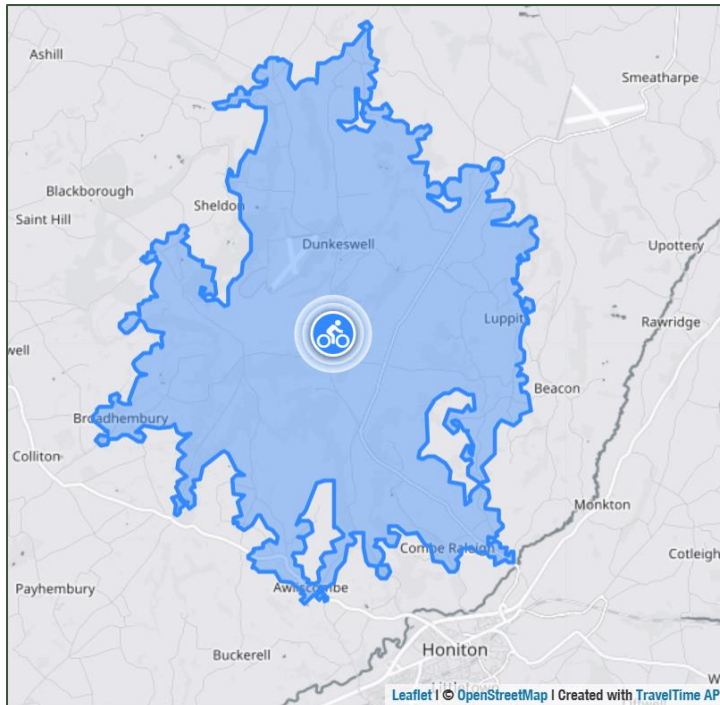 Ashill
Smeatharpe
Blackborough
Sheldon
Saint Hill
Dunkeswell
Upottery
Luppit
Rawridge
well
Beacon
Broadhembury
Colliton
Monkton
Combe Raleigh
Cotleigh
Payhembury
Awliscombe
Honiton
Buckerell
W
Leaflet | © OpenStreetMap | Created with TravelTime AP